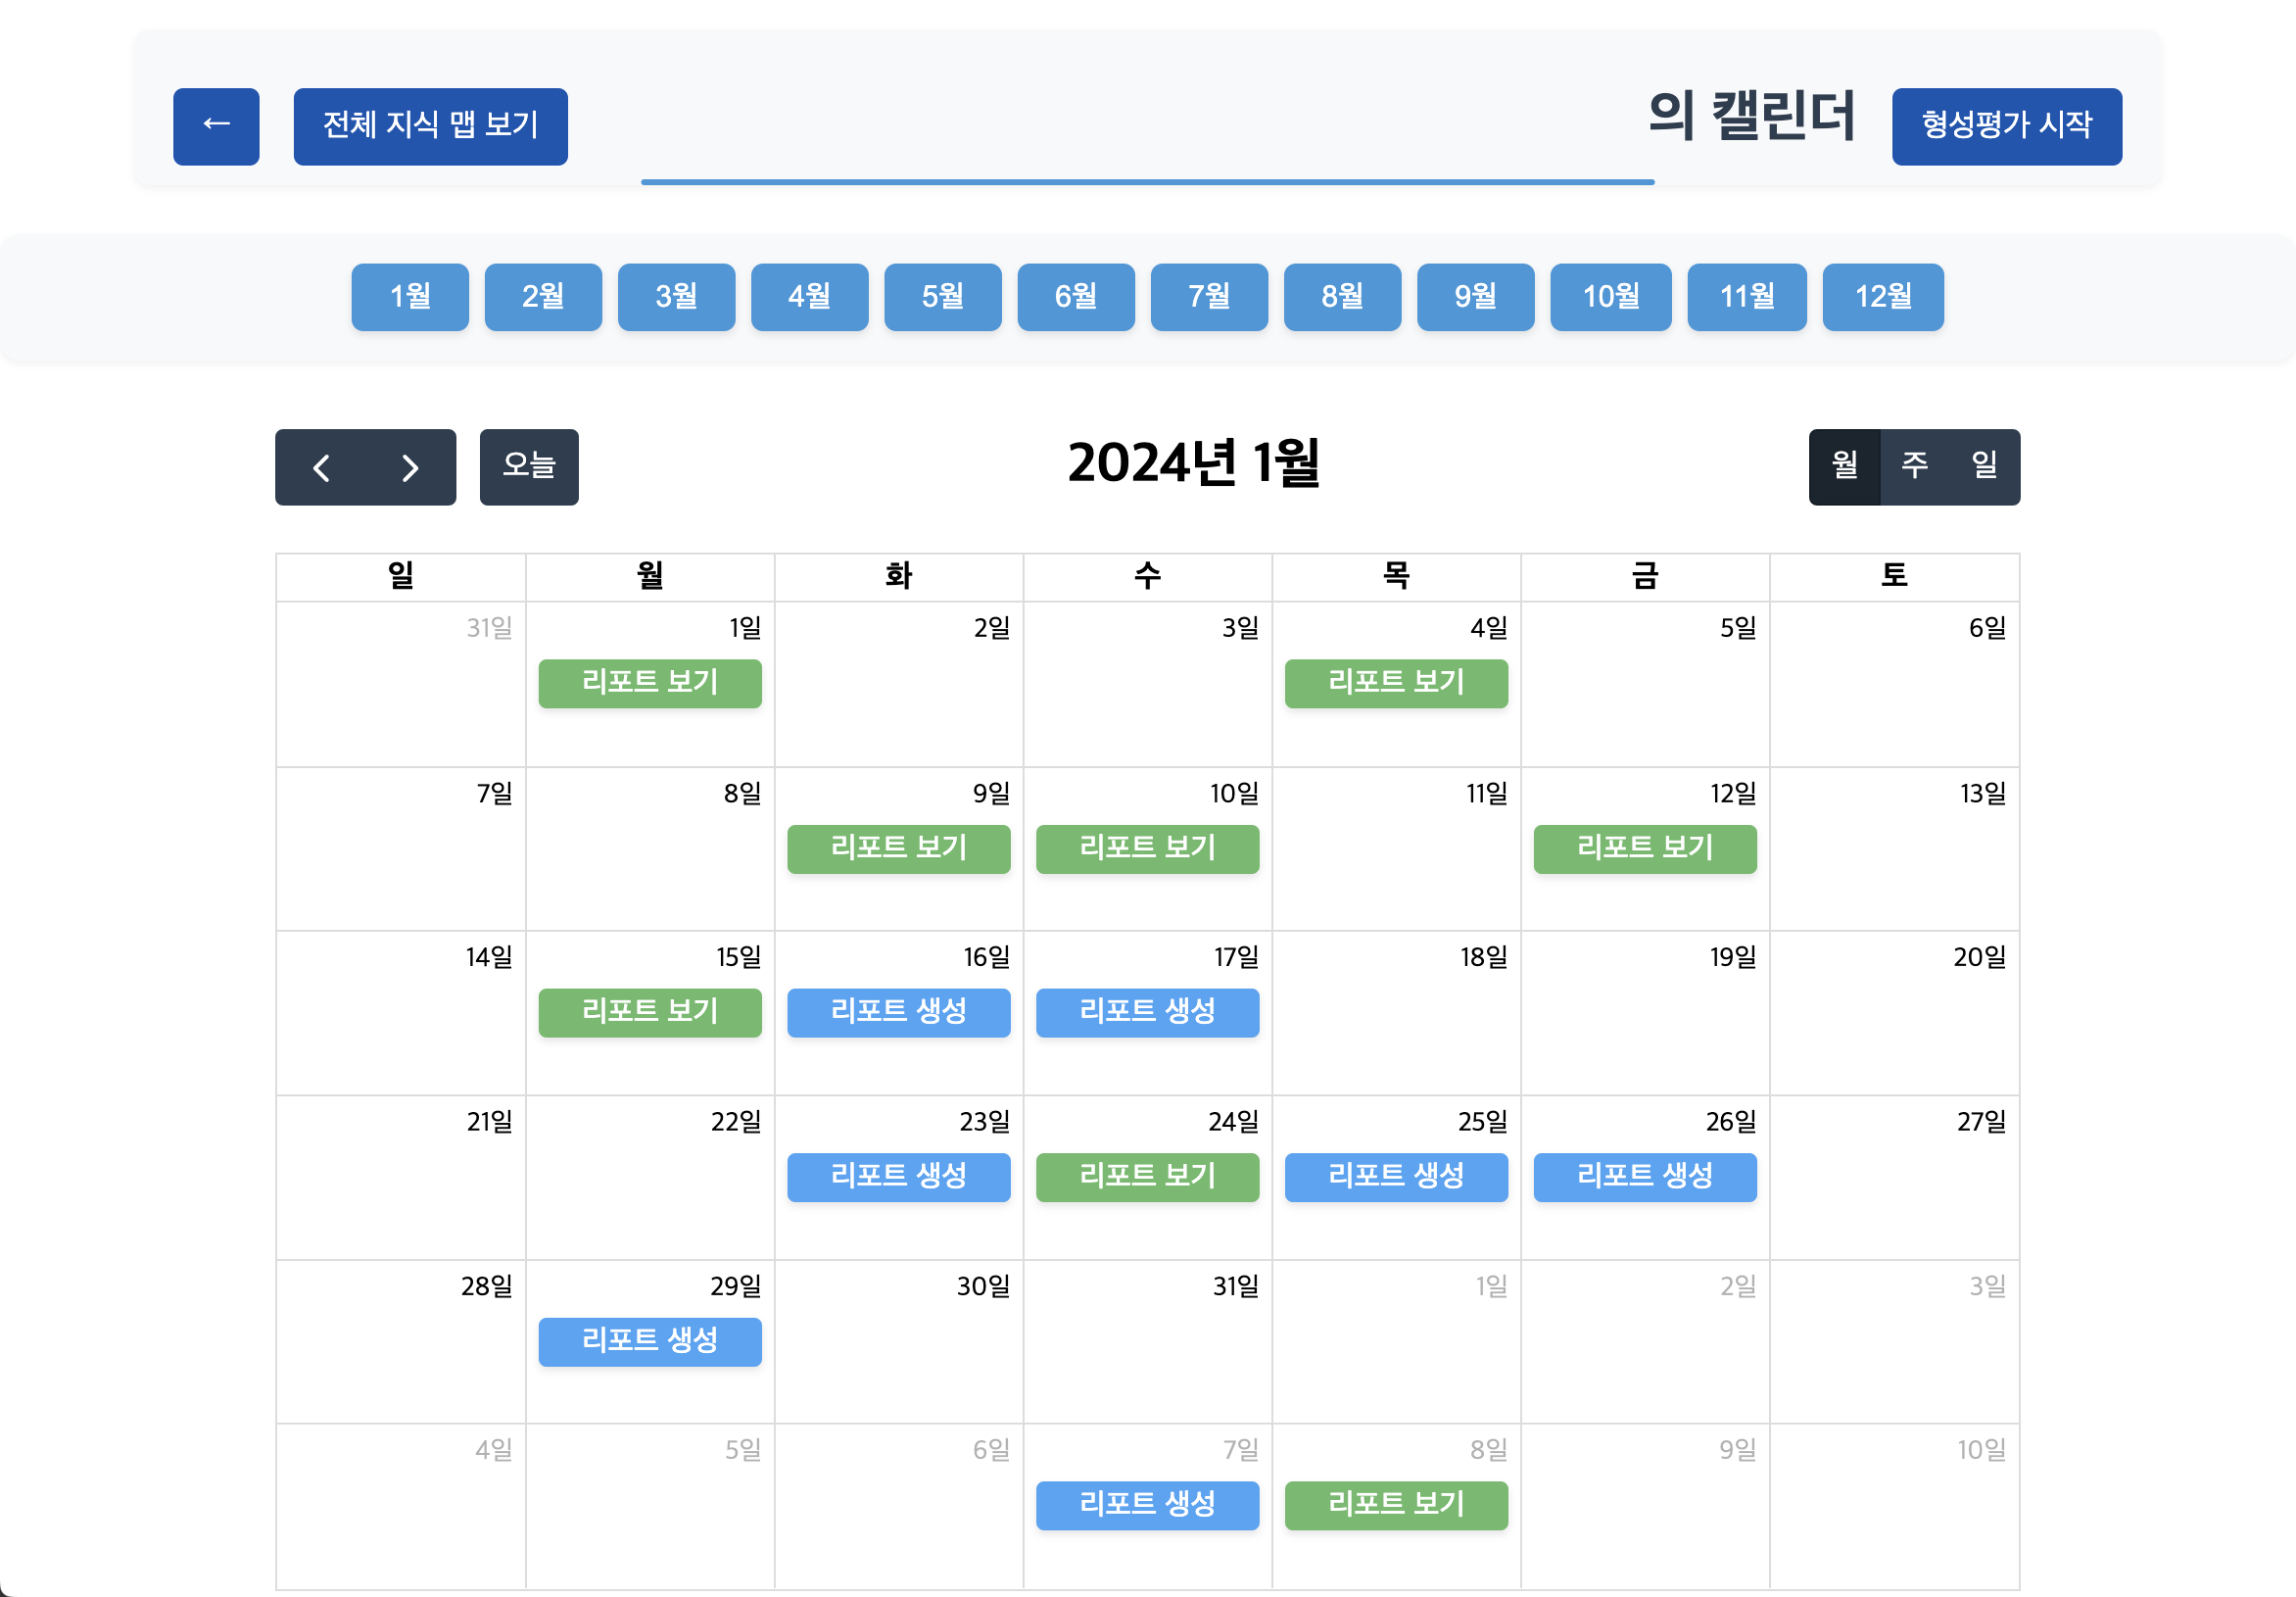 ← 전체 지식 맵 보기 의 캘린더 형성평가 시작
1월 2월 3월 4월 5월 6월 7월 8월 9월 10월 11월 12월
오늘 2024년 1월 월 주 일
일 월 화 수 목 금 토
31일 1일 2일 3일 4일 5일 6일
리포트 보기 리포트 보기
7일 8일 9일 10일 11일 12일 13일
리포트 보기 리포트 보기 리포트 보기
14일 15일 16일 17일 18일 19일 20일
리포트 보기 리포트 생성 리포트 생성
21일 22일 23일 24일 25일 26일 27일
리포트 생성 리포트 보기 리포트 생성 리포트 생성
28일 29일 30일 31일 1일 2일 3일
리포트 생성
4일 5일 6일 7일 8일 9일 10일
리포트 생성 리포트 보기